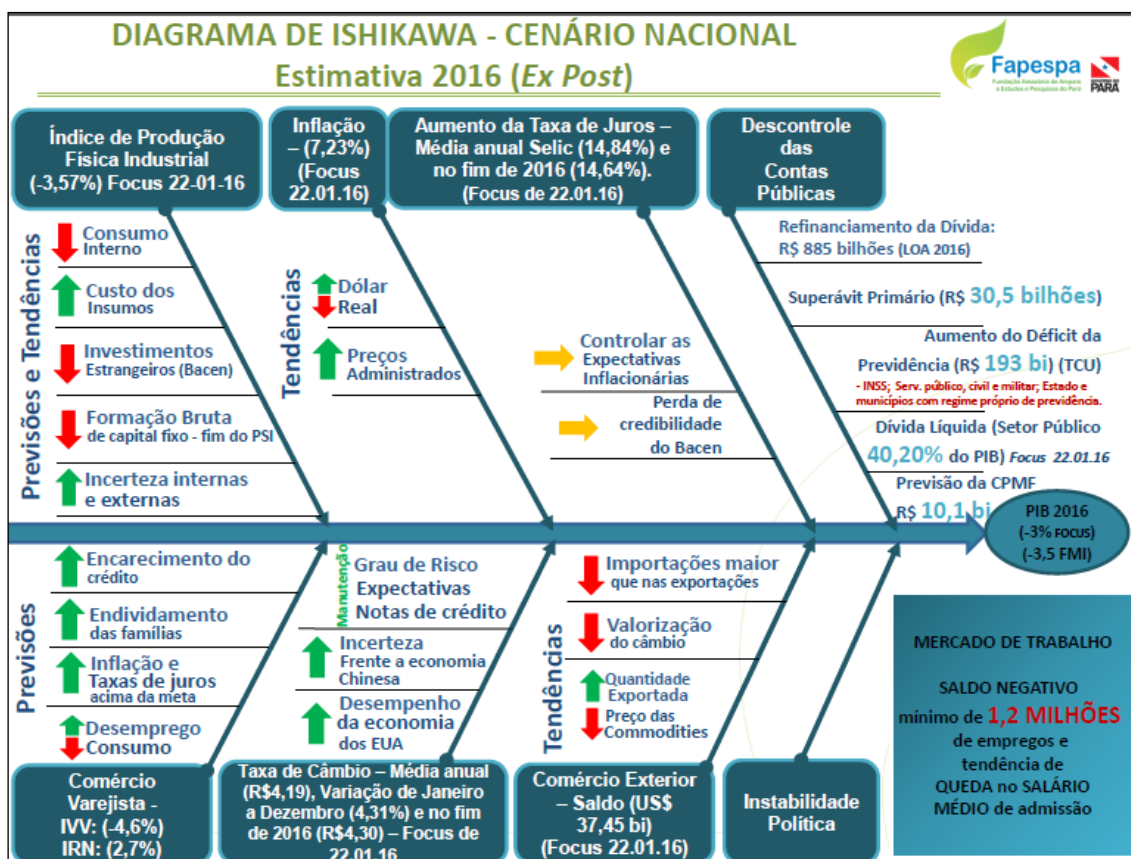 DIAGRAMA DE ISHIKAWA - CENÁRIO NACIONAL
Estimativa 2016 (Ex Post)
Fapespa
Fundação Amazônia de Amparo
a Estudos e Pesquisas do Pará
GOVERNO DO
PARÁ
Índice de Produção
Física Industrial
(-3,57%) Focus 22-01-16
Inflação
– (7,23%)
(Focus
22.01.16)
Aumento da Taxa de Juros –
Média anual Selic (14,84%) e
no fim de 2016 (14,64%).
(Focus de 22.01.16)
Descontrole
das
Contas
Públicas
Previsões e Tendências
Consumo
Interno
Custo dos
Insumos
Investimentos
Estrangeiros (Bacen)
Formação Bruta
de capital fixo - fim do PSI
Incerteza internas
e externas
Tendências
Dólar
Real
Preços
Administrados
Controlar as
Expectativas
Inflacionárias
Perda de
credibilidade
do Bacen
Refinanciamento da Dívida:
R$ 885 bilhões (LOA 2016)
Superávit Primário (R$ 30,5 bilhões)
Aumento do Déficit da
Previdência (R$ 193 bi) (TCU)
- INSS; Serv. público, civil e militar; Estado e
municípios com regime próprio de previdência.
Dívida Líquida (Setor Público
40,20% do PIB) Focus 22.01.16
Previsão da CPMF
R$ 10,1 bi
PIB 2016
(-3% FOCUS)
(-3,5 FMI)
Previsões
Encarecimento do
crédito
Endividamento
das famílias
Inflação e
Taxas de juros
acima da meta
Desemprego
Consumo
Manutenção
Grau de Risco
Expectativas
Notas de crédito
Incerteza
Frente a economia
Chinesa
Desempenho
da economia
dos EUA
Tendências
Importações maior
que nas exportações
Valorização
do câmbio
Quantidade
Exportada
Preço das
Commodities
Comércio
Varejista -
IVV: (-4,6%)
IRN: (2,7%)
Taxa de Câmbio – Média anual
(R$4,19), Variação de Janeiro
a Dezembro (4,31%) e no fim
de 2016 (R$4,30) – Focus de
22.01.16
Comércio Exterior
– Saldo (US$
37,45 bi)
(Focus 22.01.16)
Instabilidade
Política
MERCADO DE TRABALHO
SALDO NEGATIVO
mínimo de 1,2 MILHÕES
de empregos e
tendência de
QUEDA no SALÁRIO
MÉDIO de admissão